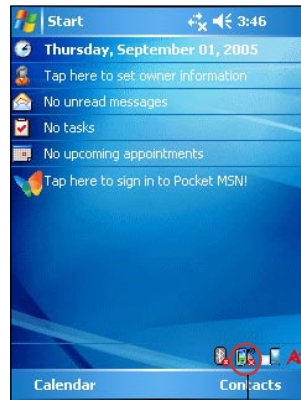 Start 3:46
Thursday, September 01, 2005
Tap here to set owner information
No unread messages
No tasks
No upcoming appointments
Tap here to sign in to Pocket MSN!
A
Calendar Contacts